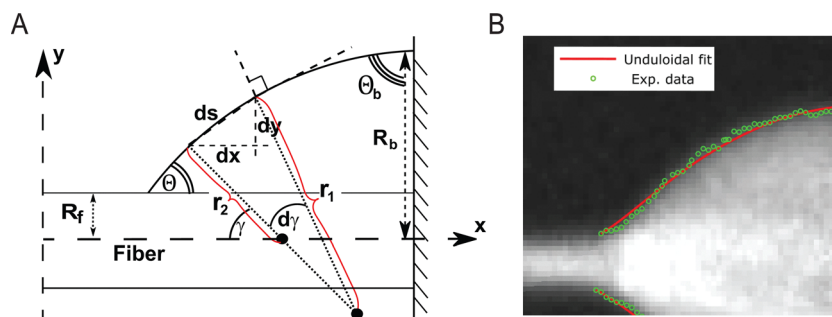 A
y
ds
dy
dx
Θ
Θb
Rb
r1
r2
dγ
γ
x
Rf
Fiber
B
Unduloidal fit
Exp. data